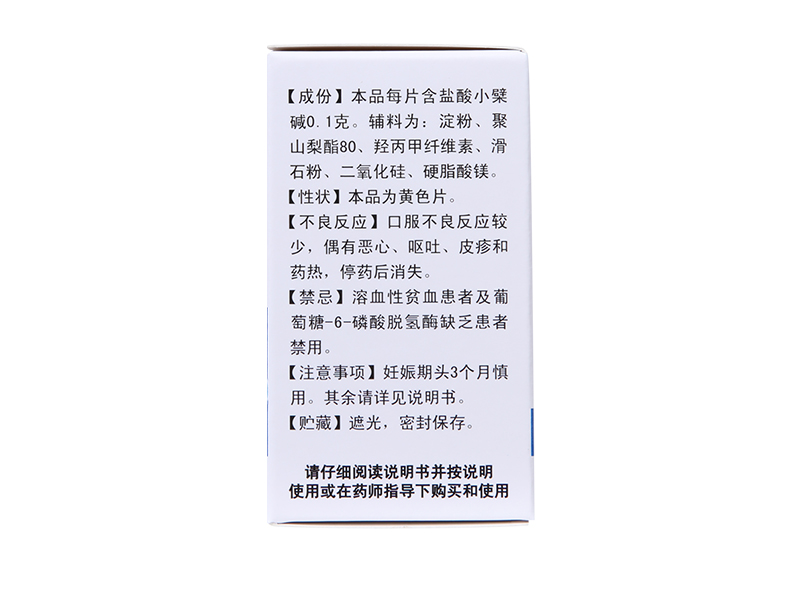 【成份】本品每片含盐酸小檗
碱0.1克。辅料为：淀粉、聚
山梨酯80、羟丙甲纤维素、滑
石粉、二氧化硅、硬脂酸镁。
【性状】本品为黄色片。
【不良反应】口服不良反应较
少，偶有恶心、呕吐、皮疹和
药热，停药后消失。
【禁忌】溶血性贫血患者及葡
萄糖-6-磷酸脱氢酶缺乏患者
禁用。
【注意事项】妊娠期头3个月慎
用。其余请详见说明书。
【贮藏】遮光，密封保存。
请仔细阅读说明书并按说明
使用或在药师指导下购买和使用